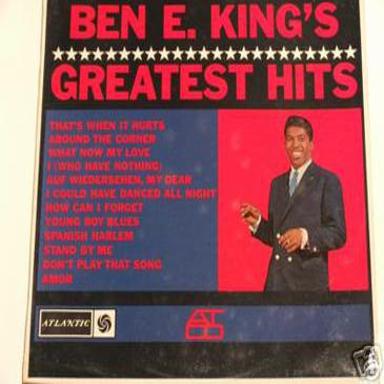 BEN E. KING'S
GREATEST HITS
THAT'S WHEN IT HURTS
AROUND THE CORNER
WHAT NOW MY LOVE
I (WHO HAVE NOTHING)
AUF WIEDERSEHEN, MY DEAR
I COULD HAVE DANCED ALL NIGHT
HOW CAN I FORGET
YOUNG BOY BLUES
SPANISH HARLEM
STAND BY ME
DON'T PLAY THAT SONG
AMOR
ATLANTIC
ATCO